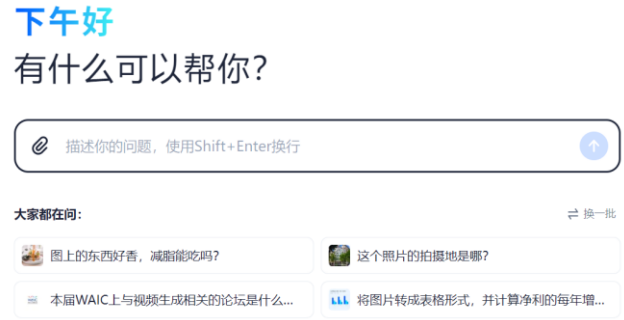 下午好
有什么可以帮你？
描述你的问题，使用Shift+Enter换行
大家都在问：
换一批
图上的东西好香，减脂能吃吗？
这个照片的拍摄地是哪？
本届WAIC上与视频生成相关的论坛是什么...
将图片转成表格形式，并计算净利的每年增...